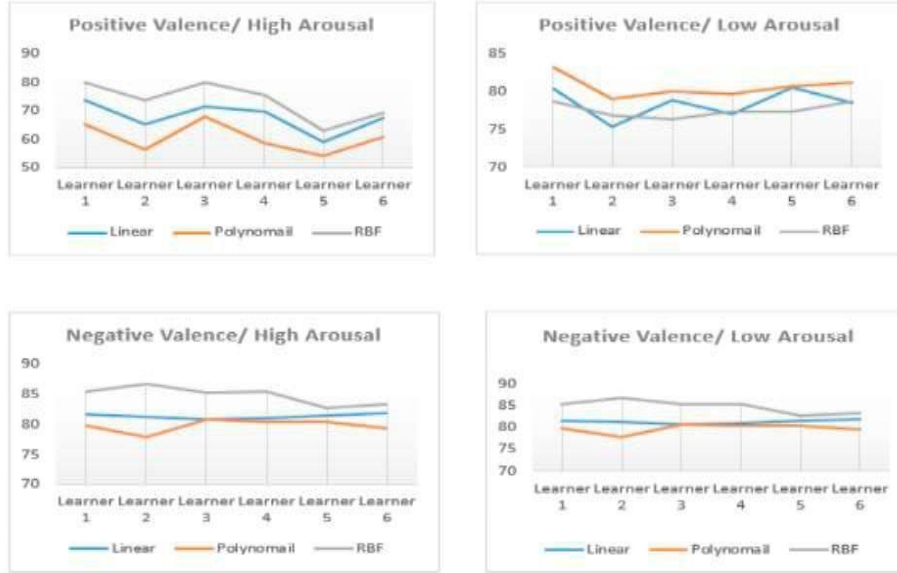 Positive Valence/ High Arousal
90
80
70
60
50
Learner Learner Learner Learner Learner Learner
1 2 3 4 5 6
Linear Polynomail RBF
Positive Valence/ Low Arousal
85
80
75
70
Learner Learner Learner Learner Learner Learner
1 2 3 4 5 6
Linear Polynomail RBF
Negative Valence/ High Arousal
90
85
80
75
70
Learner Learner Learner Learner Learner Learner
1 2 3 4 5 6
Linear Polynomail RBF
Negative Valence/ Low Arousal
90
85
80
75
70
Learner Learner Learner Learner Learner Learner
1 2 3 4 5 6
Linear Polynomail RBF